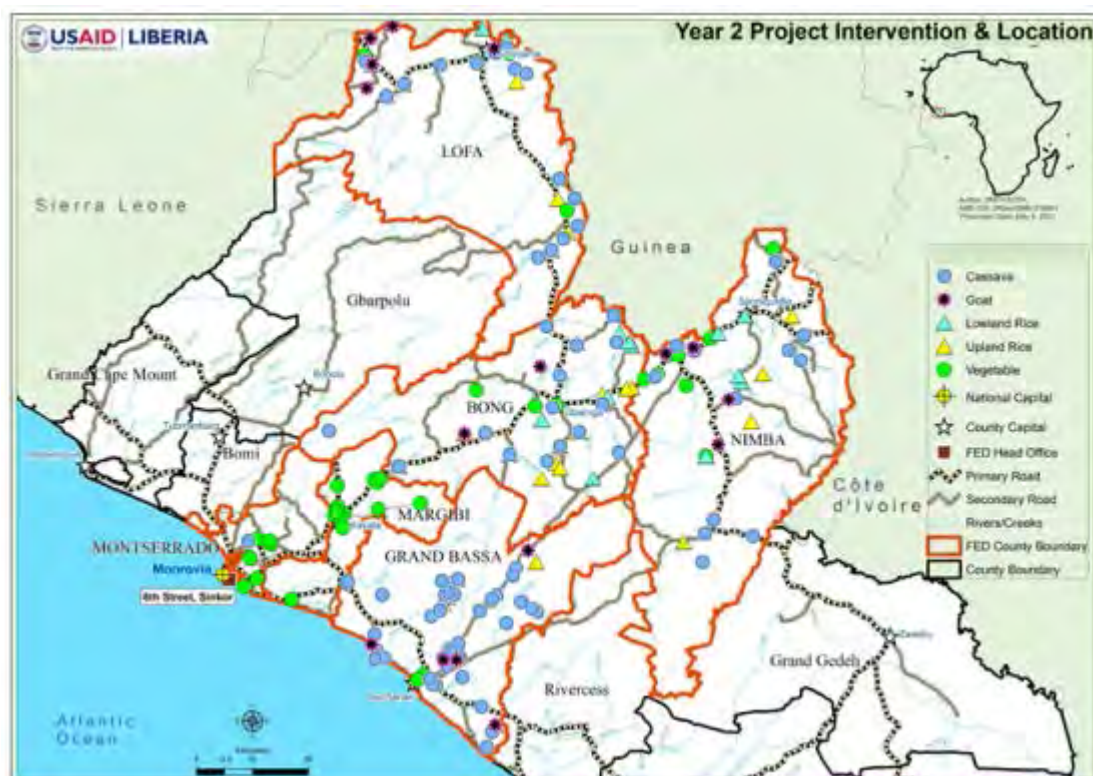 USAID | LIBERIA
Year 2 Project Intervention & Location
LOFA
Sierra Leone
Guinea
Gbarpolu
Grand Cape Mount
Bomi
BONG
NIMBA
Côte
d'Ivoire
MARGIBI
MONTSERRADO
GRAND BASSA
Monrovia
6th Street, Sinkor
Rivercess
Grand Gedeh
Atlantic
Ocean
Cassava
Goat
Lowland Rice
Upland Rice
Vegetable
National Capital
County Capital
FED Head Office
Primary Road
Secondary Road
Rivers/Creeks
FED County Boundary
County Boundary